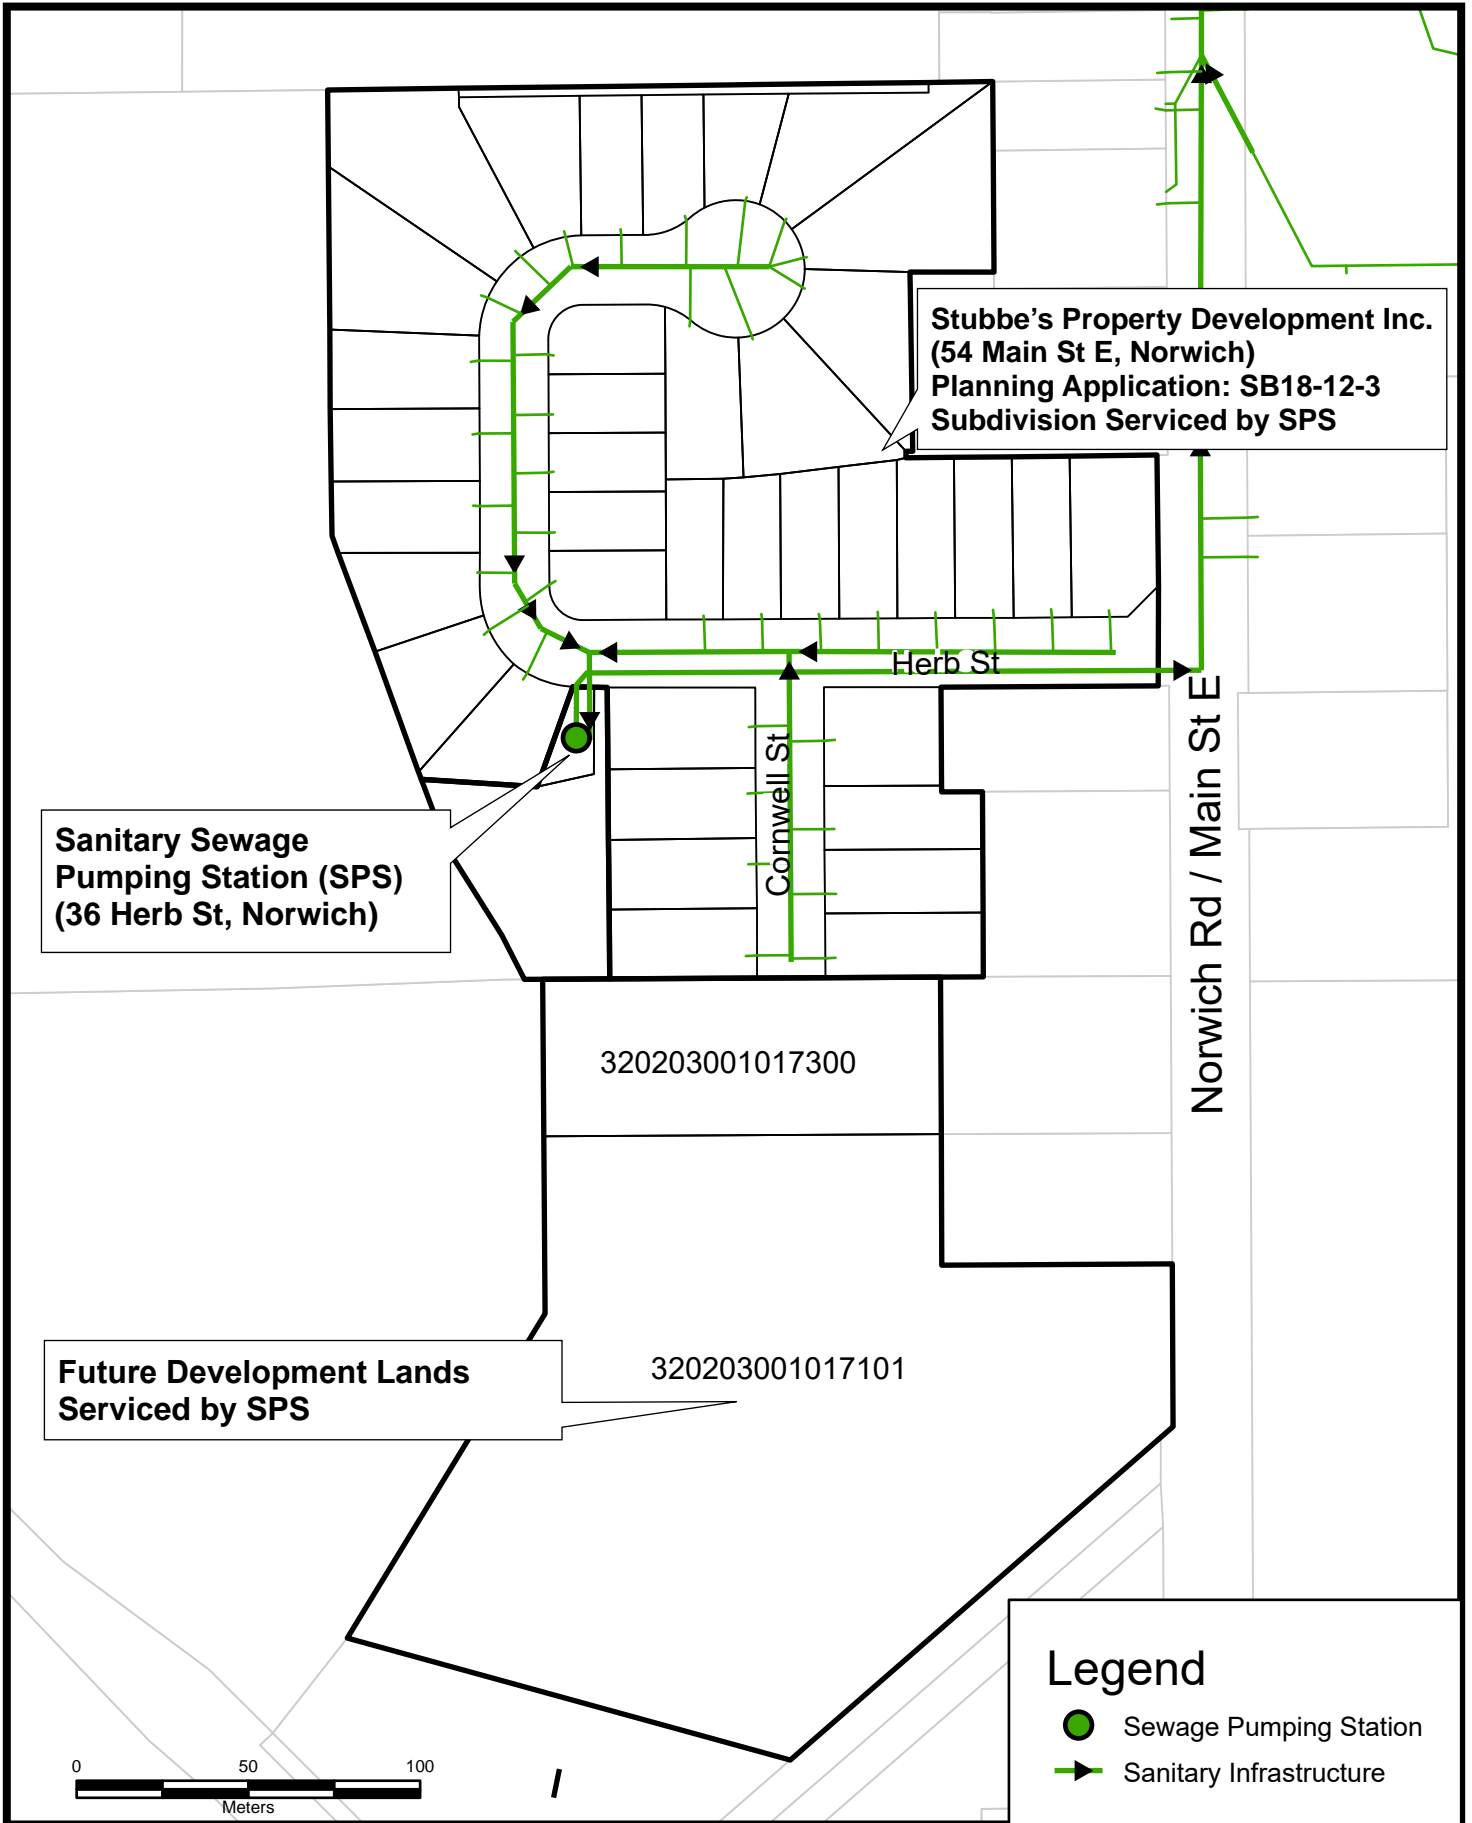 Stubbe's Property Development Inc.
(54 Main St E, Norwich)
Planning Application: SB18-12-3
Subdivision Serviced by SPS
Herb St
Cornwell St
Norwich Rd / Main St E
Sanitary Sewage
Pumping Station (SPS)
(36 Herb St, Norwich)
320203001017300
320203001017101
Future Development Lands
Serviced by SPS
Legend
Sewage Pumping Station
Sanitary Infrastructure
0 50 100
Meters